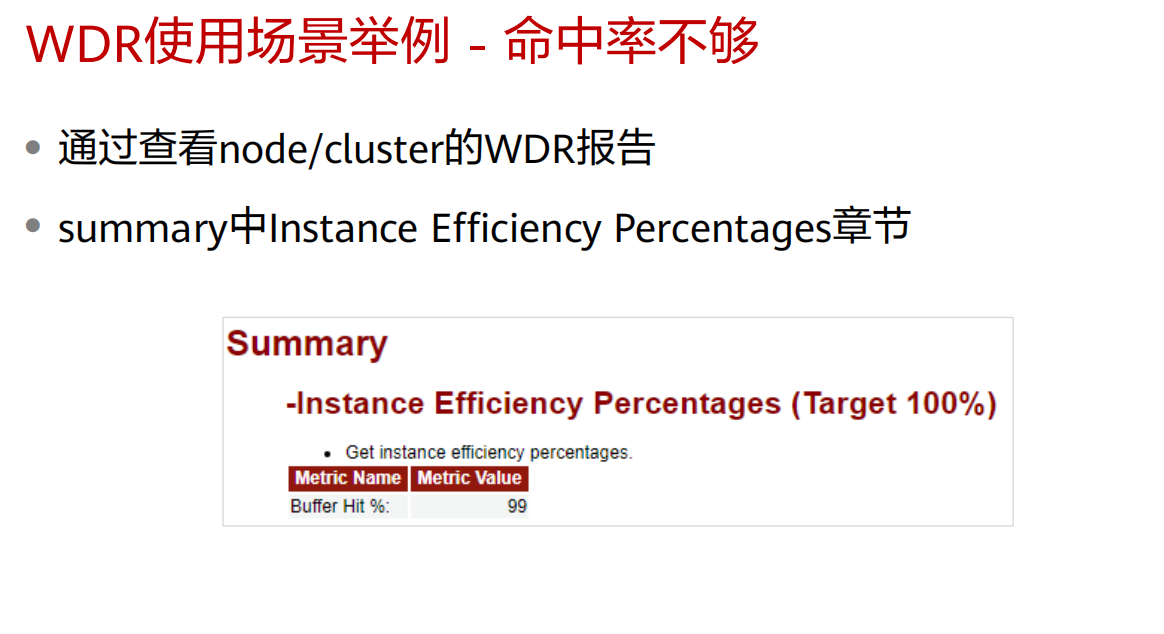 WDR使用场景举例 - 命中率不够
• 通过查看node/cluster的WDR报告
• summary中Instance Efficiency Percentages章节
Summary
-Instance Efficiency Percentages (Target 100%)
• Get instance efficiency percentages.
Metric Name Metric Value
Buffer Hit %: 99